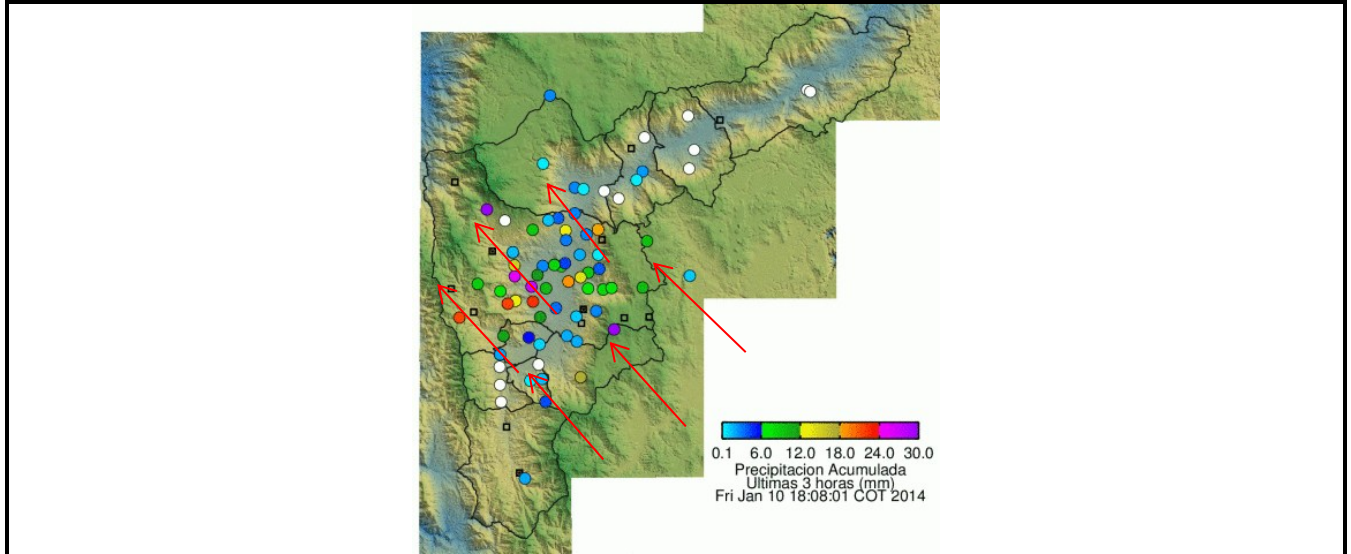 0.1 6.0 12.0 18.0 24.0 30.0
Precipitacion Acumulada
Ultimas 3 horas (mm)
Fri Jan 10 18:08:01 COT 2014